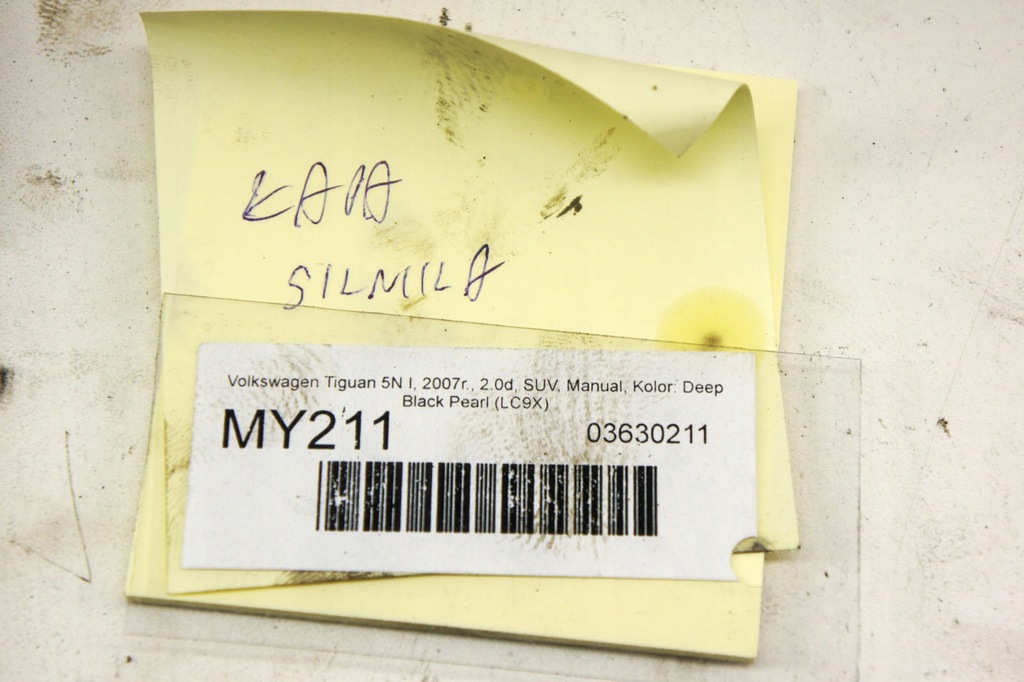 KAPA
SILNIKA
Volkswagen Tiguan 5N I, 2007r., 2.0d, SUV, Manual, Kolor: Deep
Black Pearl (LC9X)
MY211
03630211